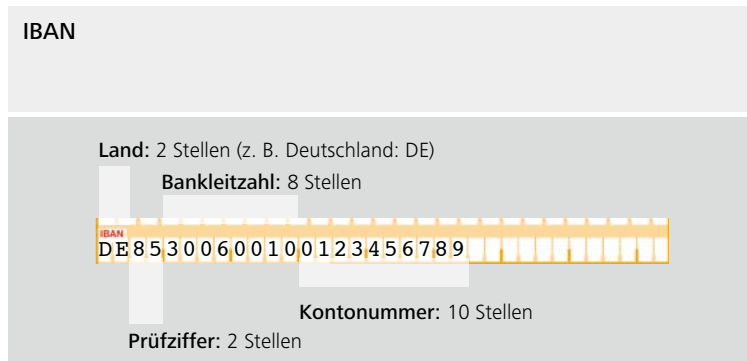 IBAN
Land: 2 Stellen (z. B. Deutschland: DE)
Bankleitzahl: 8 Stellen
IBAN
DE85300600100123456789
Kontonummer: 10 Stellen
Prüfziffer: 2 Stellen